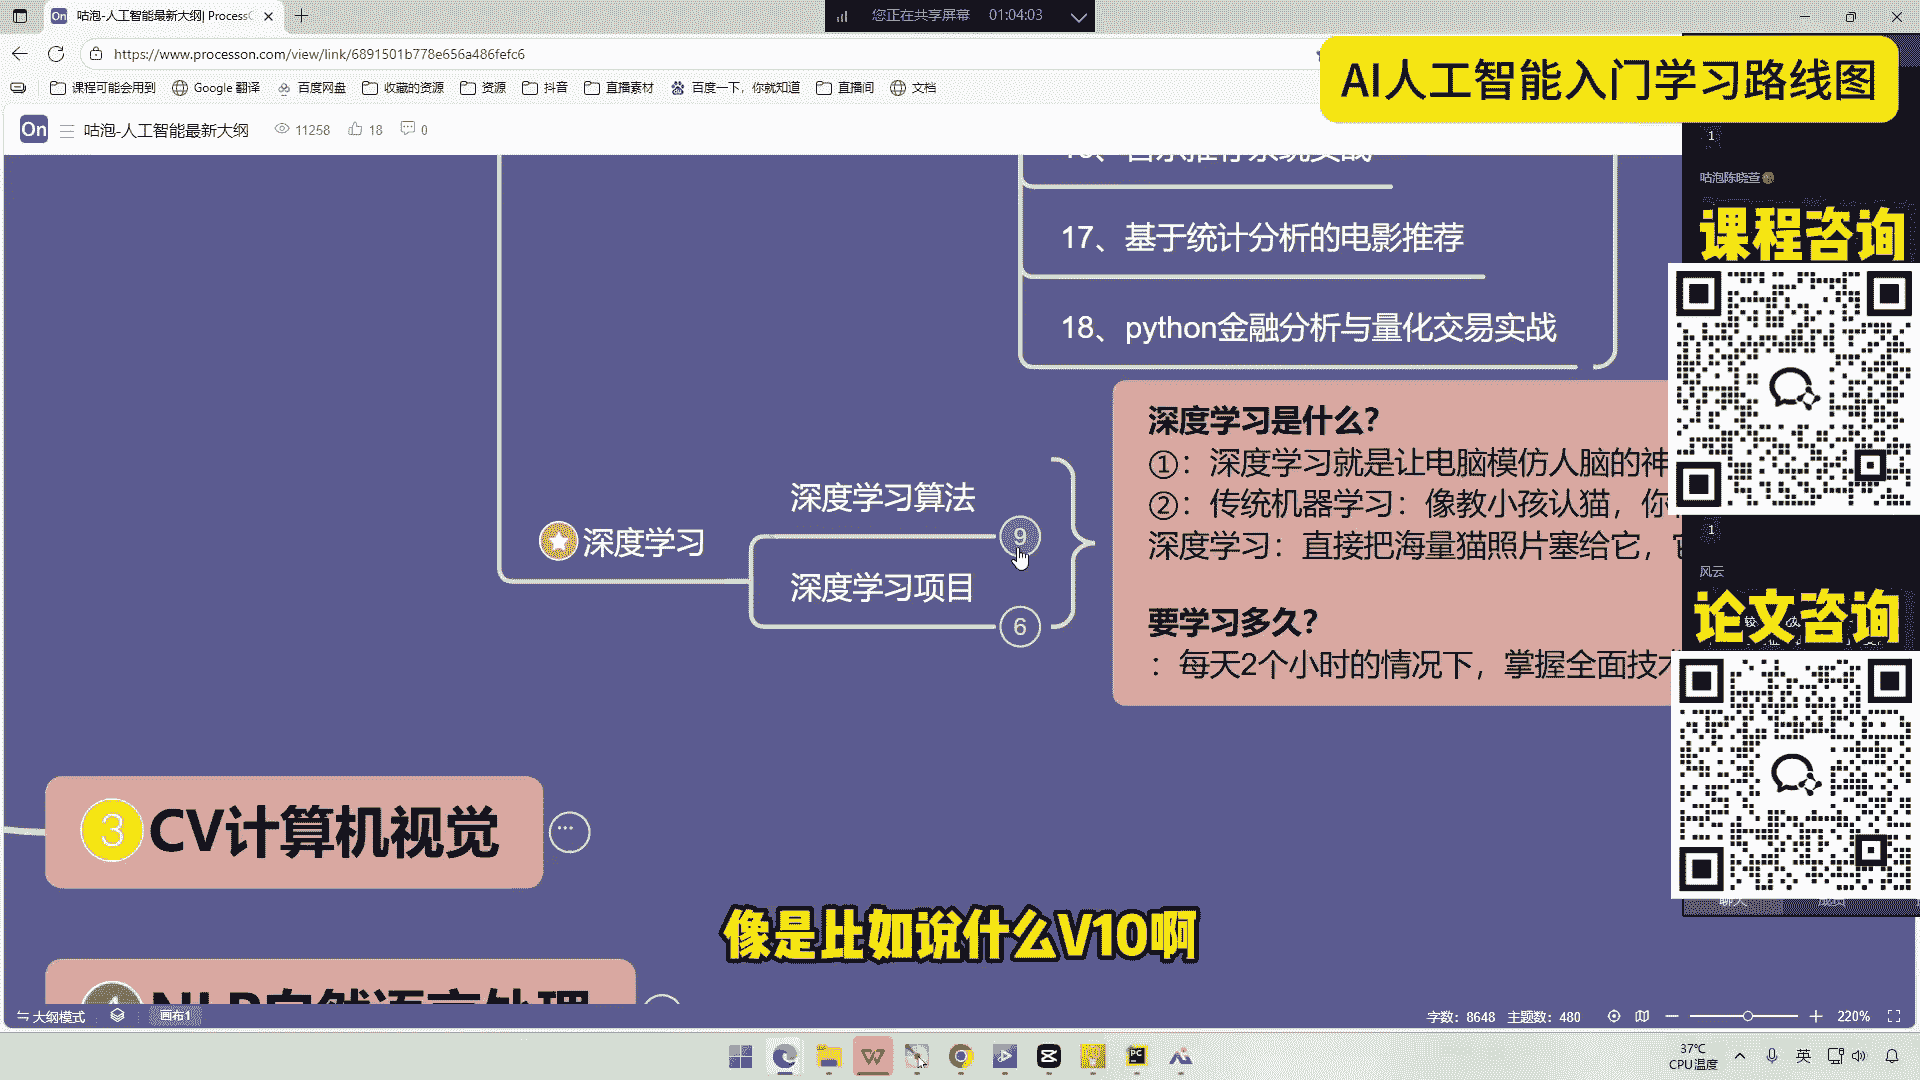 咕泡-人工智能最新大纲| ProcessO
您正在共享屏幕 01:04:03
https://www.processon.com/view/link/6891501b778e656a486fefc6
课程可能会用到 Google 翻译 百度网盘 收藏的资源 资源 抖音 直播素材 百度一下，你就知道 直播间 文档
AI人工智能入门学习路线图
On 咕泡-人工智能最新大纲 11258 18 0
1
咕泡陈晓萱
课程咨询
17、基于统计分析的电影推荐
18、python金融分析与量化交易实战
深度学习
深度学习算法
9
深度学习项目
6
深度学习是什么？
①：深度学习就是让电脑模仿人脑的神
②：传统机器学习：像教小孩认猫，你
深度学习：直接把海量猫照片塞给它，
要学习多久？
：每天2个小时的情况下，掌握全面技
1
风云
论文咨询
3 CV计算机视觉
像是比如说什么V10啊
大纲模式 画布1
字数：8648 主题数：480 220%
37℃
CPU温度
英